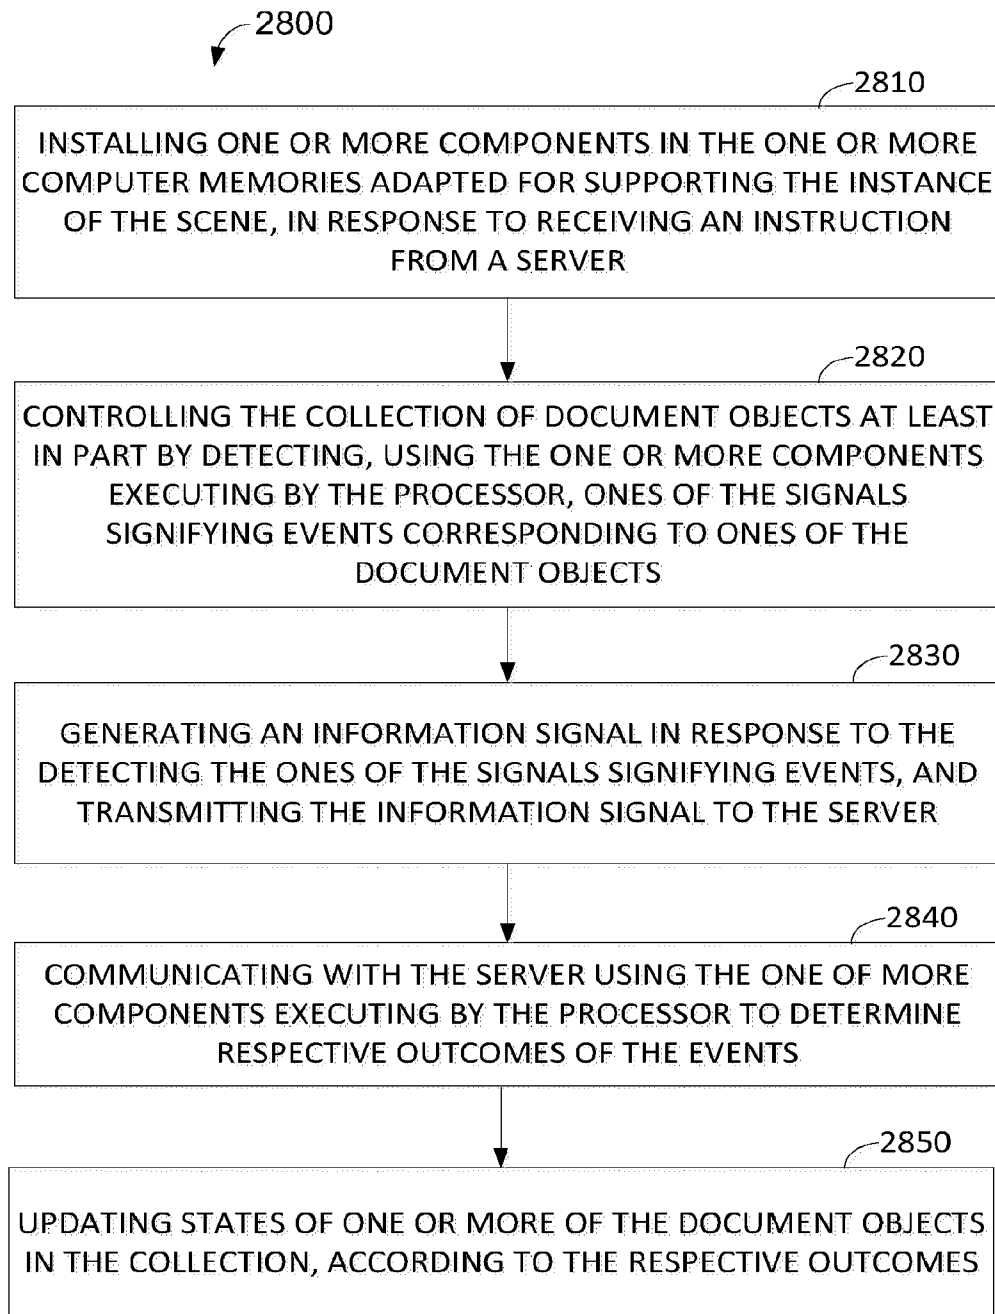 2800
2810
INSTALLING ONE OR MORE COMPONENTS IN THE ONE OR MORE
COMPUTER MEMORIES ADAPTED FOR SUPPORTING THE INSTANCE
OF THE SCENE, IN RESPONSE TO RECEIVING AN INSTRUCTION
FROM A SERVER
2820
CONTROLLING THE COLLECTION OF DOCUMENT OBJECTS AT LEAST
IN PART BY DETECTING, USING THE ONE OR MORE COMPONENTS
EXECUTING BY THE PROCESSOR, ONES OF THE SIGNALS
SIGNIFYING EVENTS CORRESPONDING TO ONES OF THE
DOCUMENT OBJECTS
2830
GENERATING AN INFORMATION SIGNAL IN RESPONSE TO THE
DETECTING THE ONES OF THE SIGNALS SIGNIFYING EVENTS, AND
TRANSMITTING THE INFORMATION SIGNAL TO THE SERVER
2840
COMMUNICATING WITH THE SERVER USING THE ONE OF MORE
COMPONENTS EXECUTING BY THE PROCESSOR TO DETERMINE
RESPECTIVE OUTCOMES OF THE EVENTS
2850
UPDATING STATES OF ONE OR MORE OF THE DOCUMENT OBJECTS
IN THE COLLECTION, ACCORDING TO THE RESPECTIVE OUTCOMES